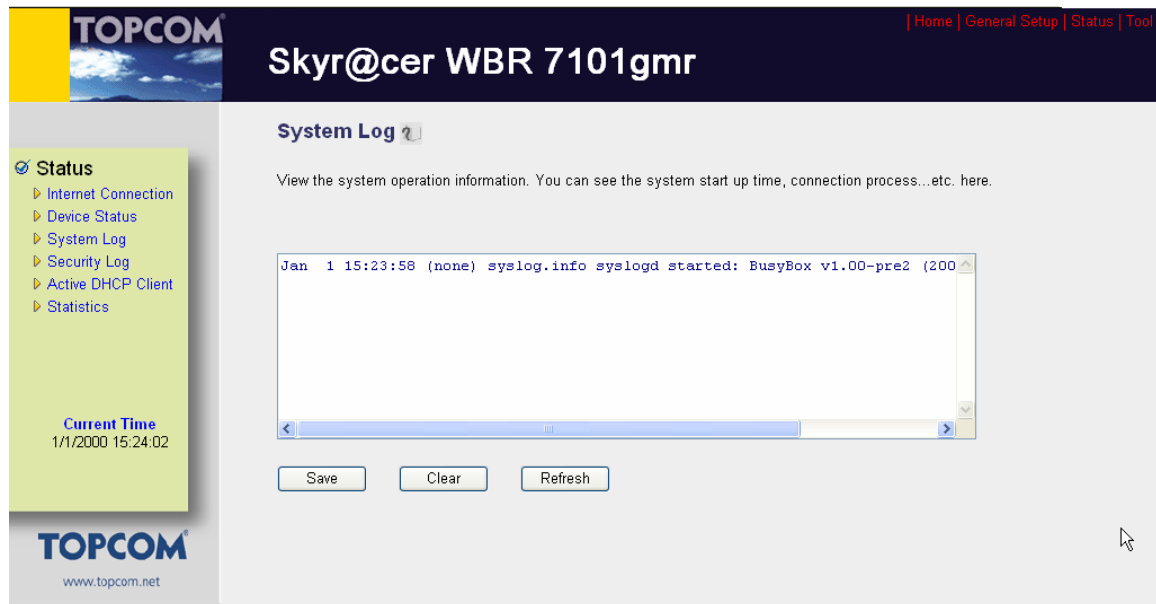 TOPCOM
| Home | General Setup | Status | Tool
Skyr@cer WBR 7101gmr
System Log
Status
Internet Connection
Device Status
System Log
Security Log
Active DHCP Client
Statistics
View the system operation information. You can see the system start up time, connection process...etc. here.
Jan  1 15:23:58 (none) syslog.info syslogd started: BusyBox v1.00-pre2 (200
Current Time
1/1/2000 15:24:02
Save
Clear
Refresh
TOPCOM
www.topcom.net